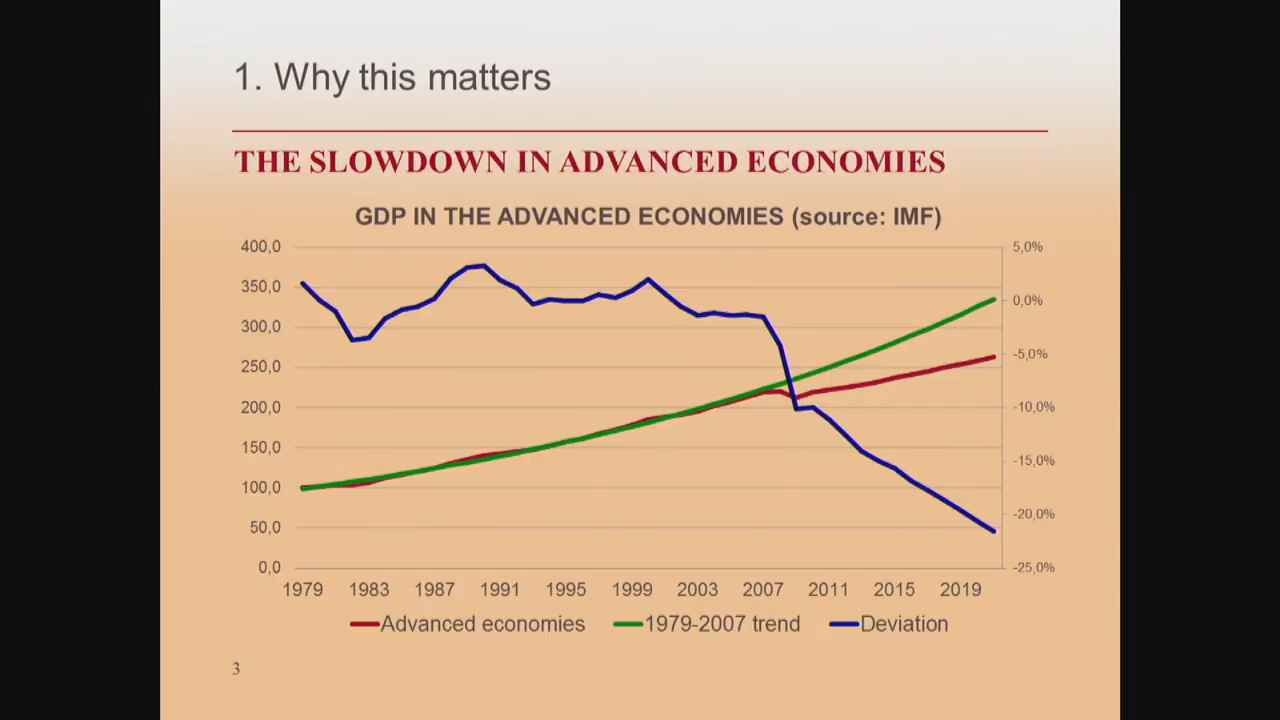 1. Why this matters
THE SLOWDOWN IN ADVANCED ECONOMIES
GDP IN THE ADVANCED ECONOMIES (source: IMF)
400,0 5,0%
350,0 0,0%
300,0 -5,0%
250,0 -10,0%
200,0 -15,0%
150,0 -20,0%
100,0 -25,0%
50,0
0,0
1979 1983 1987 1991 1995 1999 2003 2007 2011 2015 2019
Advanced economies 1979-2007 trend Deviation
3